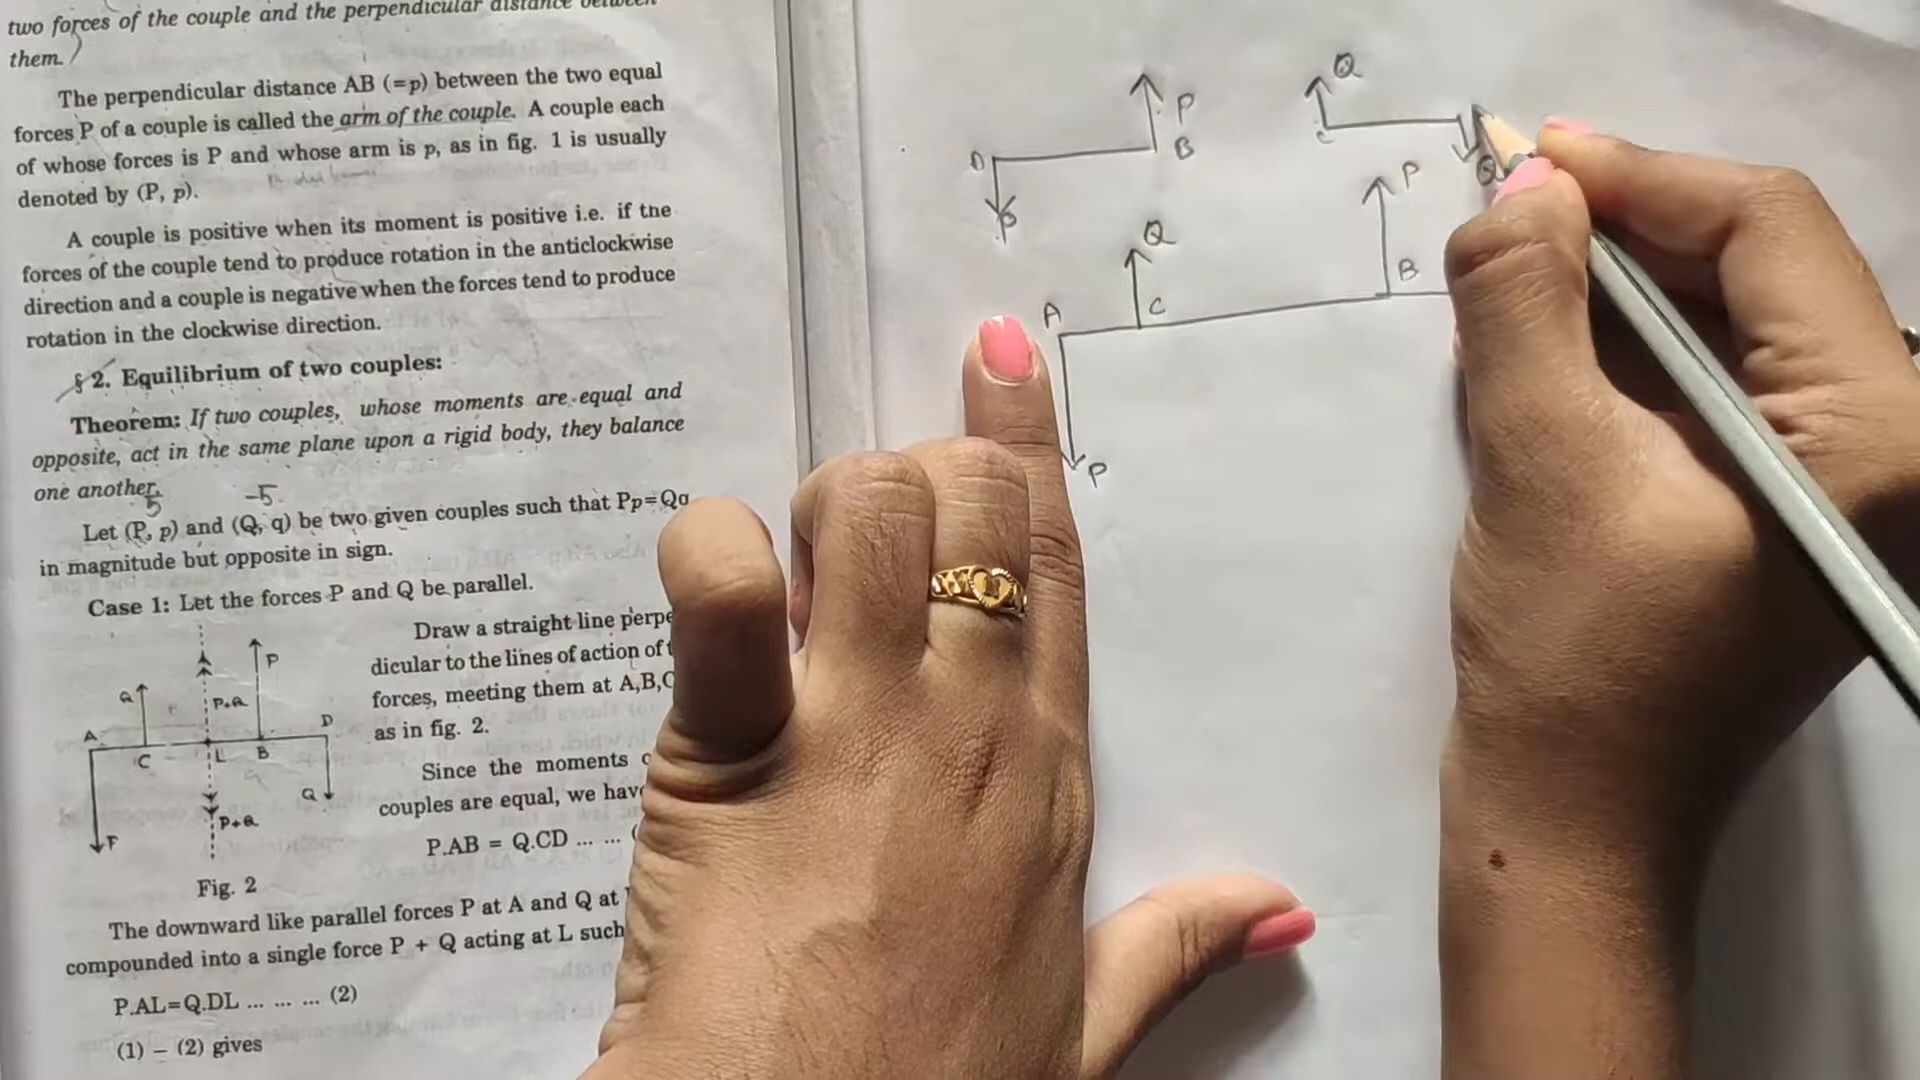 two forces of the couple and the perpendicular distance between
them.
The perpendicular distance AB (=p) between the two equal
forces P of a couple is called the arm of the couple. A couple each
of whose forces is P and whose arm is p, as in fig. 1 is usually
denoted by (P, p).
A couple is positive when its moment is positive i.e. if the
forces of the couple tend to produce rotation in the anticlockwise
direction and a couple is negative when the forces tend to produce
rotation in the clockwise direction.
§ 2. Equilibrium of two couples:
Theorem: If two couples, whose moments are equal and
opposite, act in the same plane upon a rigid body, they balance
one another.
5 -5
Let (P, p) and (Q, q) be two given couples such that Pp=Qq
in magnitude but opposite in sign.
Case 1: Let the forces P and Q be parallel.
Draw a straight line perpe
dicular to the lines of action of
forces, meeting them at A,B,C
as in fig. 2.
Since the moments
couples are equal, we have
P.AB = Q.CD ... ...
Q P P+Q
A C L B D
Q P+Q
F
Fig. 2
The downward like parallel forces P at A and Q at
compounded into a single force P + Q acting at L such
P.AL=Q.DL ... ... ... (2)
(1) – (2) gives
P B
Q C
Q
A Q C P B
P